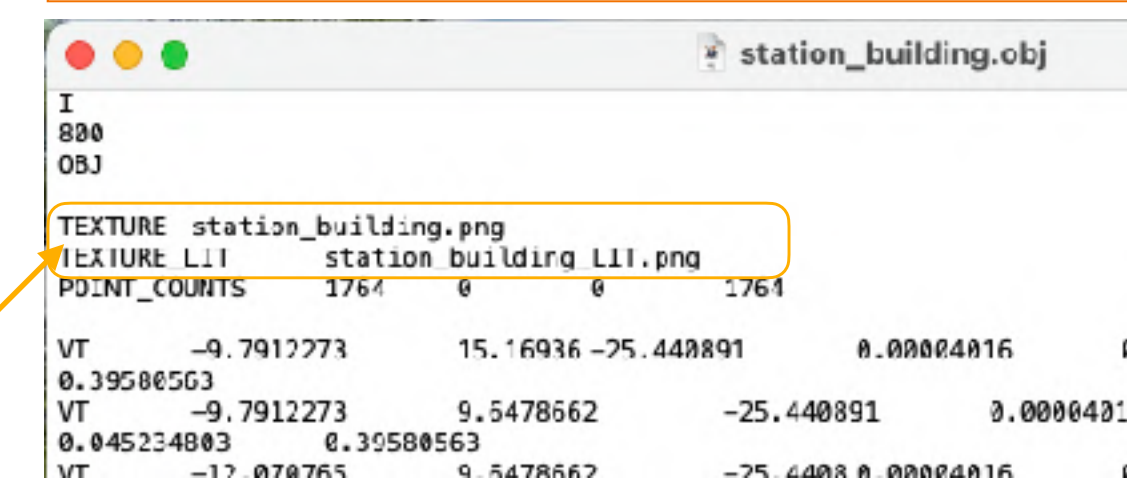 station_building.obj
I
800
OBJ
TEXTURE station_building.png
TEXTURE_LIT station_building_LIT.png
POINT_COUNTS 1764 0 0 1764
VT -9.7912273 15.16936 -25.440891 0.00004016
0.39580563
VT -9.7912273 9.5478662 -25.440891 0.0000401
0.045234803 0.39580563
VT -12.070765 9.5478662 -25.4408 0.00004016